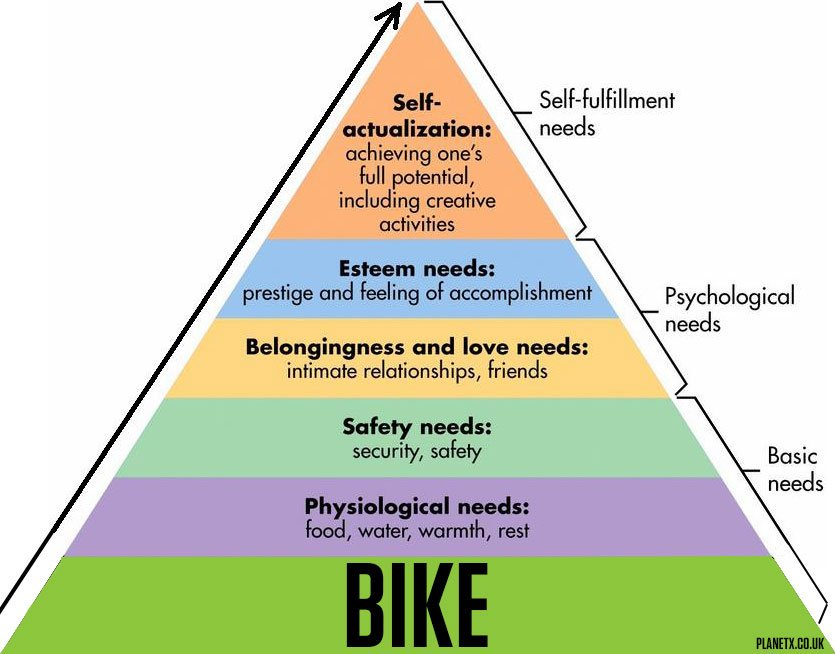 Self-
actualization:
achieving one's
full potential,
including creative
activities
Self-fulfillment
needs
Esteem needs:
prestige and feeling of accomplishment
Psychological
needs
Belongingness and love needs:
intimate relationships, friends
Safety needs:
security, safety
Basic
needs
Physiological needs:
food, water, warmth, rest
BIKE
PLANETX.CO.UK